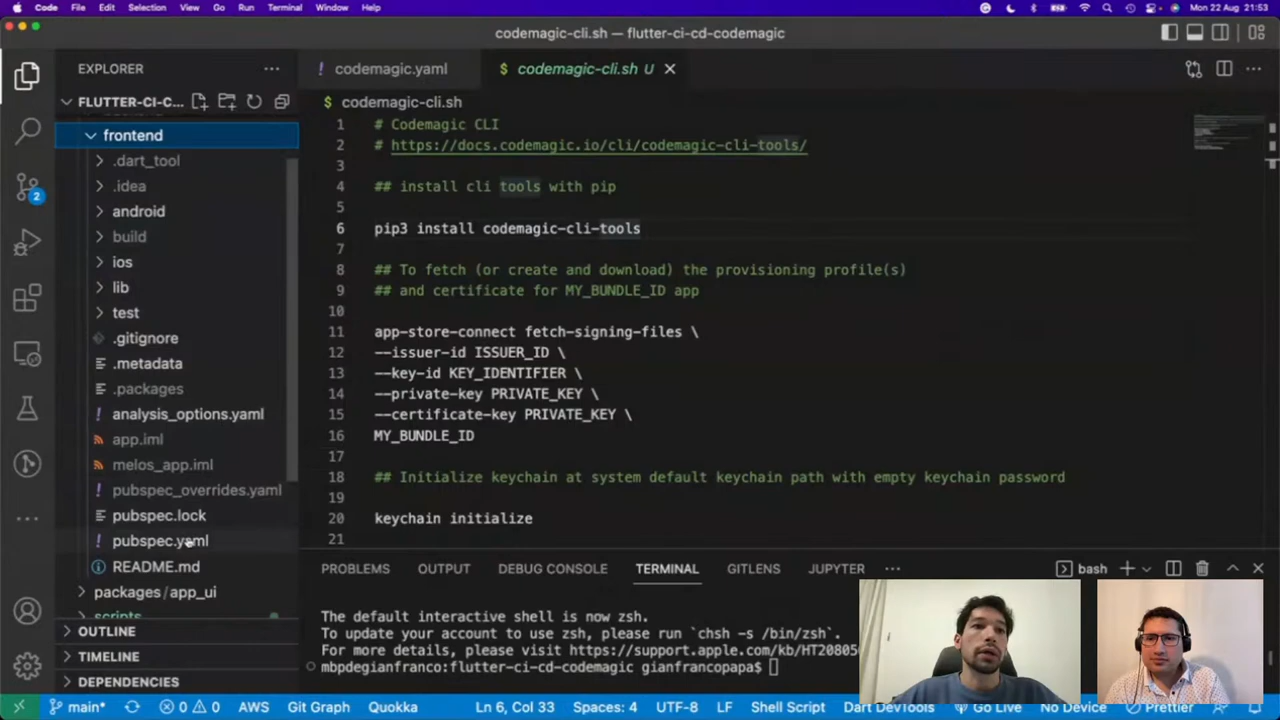 Code File Edit Selection View Go Run Terminal Window Help Mon 22 Aug 21:53
codemagic-cli.sh — flutter-ci-cd-codemagic
EXPLORER
! codemagic.yaml
$ codemagic-cli.sh U
FLUTTER-CI-C...
$ codemagic-cli.sh
frontend
.dart_tool
.idea
android
build
ios
lib
test
.gitignore
.metadata
.packages
! analysis_options.yaml
app.iml
melos_app.iml
! pubspec_overrides.yaml
pubspec.lock
! pubspec.yaml
README.md
packages/app_ui
scripts
OUTLINE
TIMELINE
DEPENDENCIES
2
1 # Codemagic CLI
2 # https://docs.codemagic.io/cli/codemagic-cli-tools/
3
4 ## install cli tools with pip
5
6 pip3 install codemagic-cli-tools
7
8 ## To fetch (or create and download) the provisioning profile(s)
9 ## and certificate for MY_BUNDLE_ID app
10
11 app-store-connect fetch-signing-files \
12 --issuer-id ISSUER_ID \
13 --key-id KEY_IDENTIFIER \
14 --private-key PRIVATE_KEY \
15 --certificate-key PRIVATE_KEY \
16 MY_BUNDLE_ID
17
18 ## Initialize keychain at system default keychain path with empty keychain password
19
20 keychain initialize
21
PROBLEMS OUTPUT DEBUG CONSOLE TERMINAL GITLENS JUPYTER bash
The default interactive shell is now zsh.
To update your account to use zsh, please run `chsh -s /bin/zsh`.
For more details, please visit https://support.apple.com/kb/HT20805
mbpdegianfranco:flutter-ci-cd-codemagic gianfrancopapa$
main* 0 0 AWS Git Graph Quokka Ln 6, Col 33 Spaces: 4 UTF-8 LF Shell Script Dart DevTools Go Live No Device Prettier